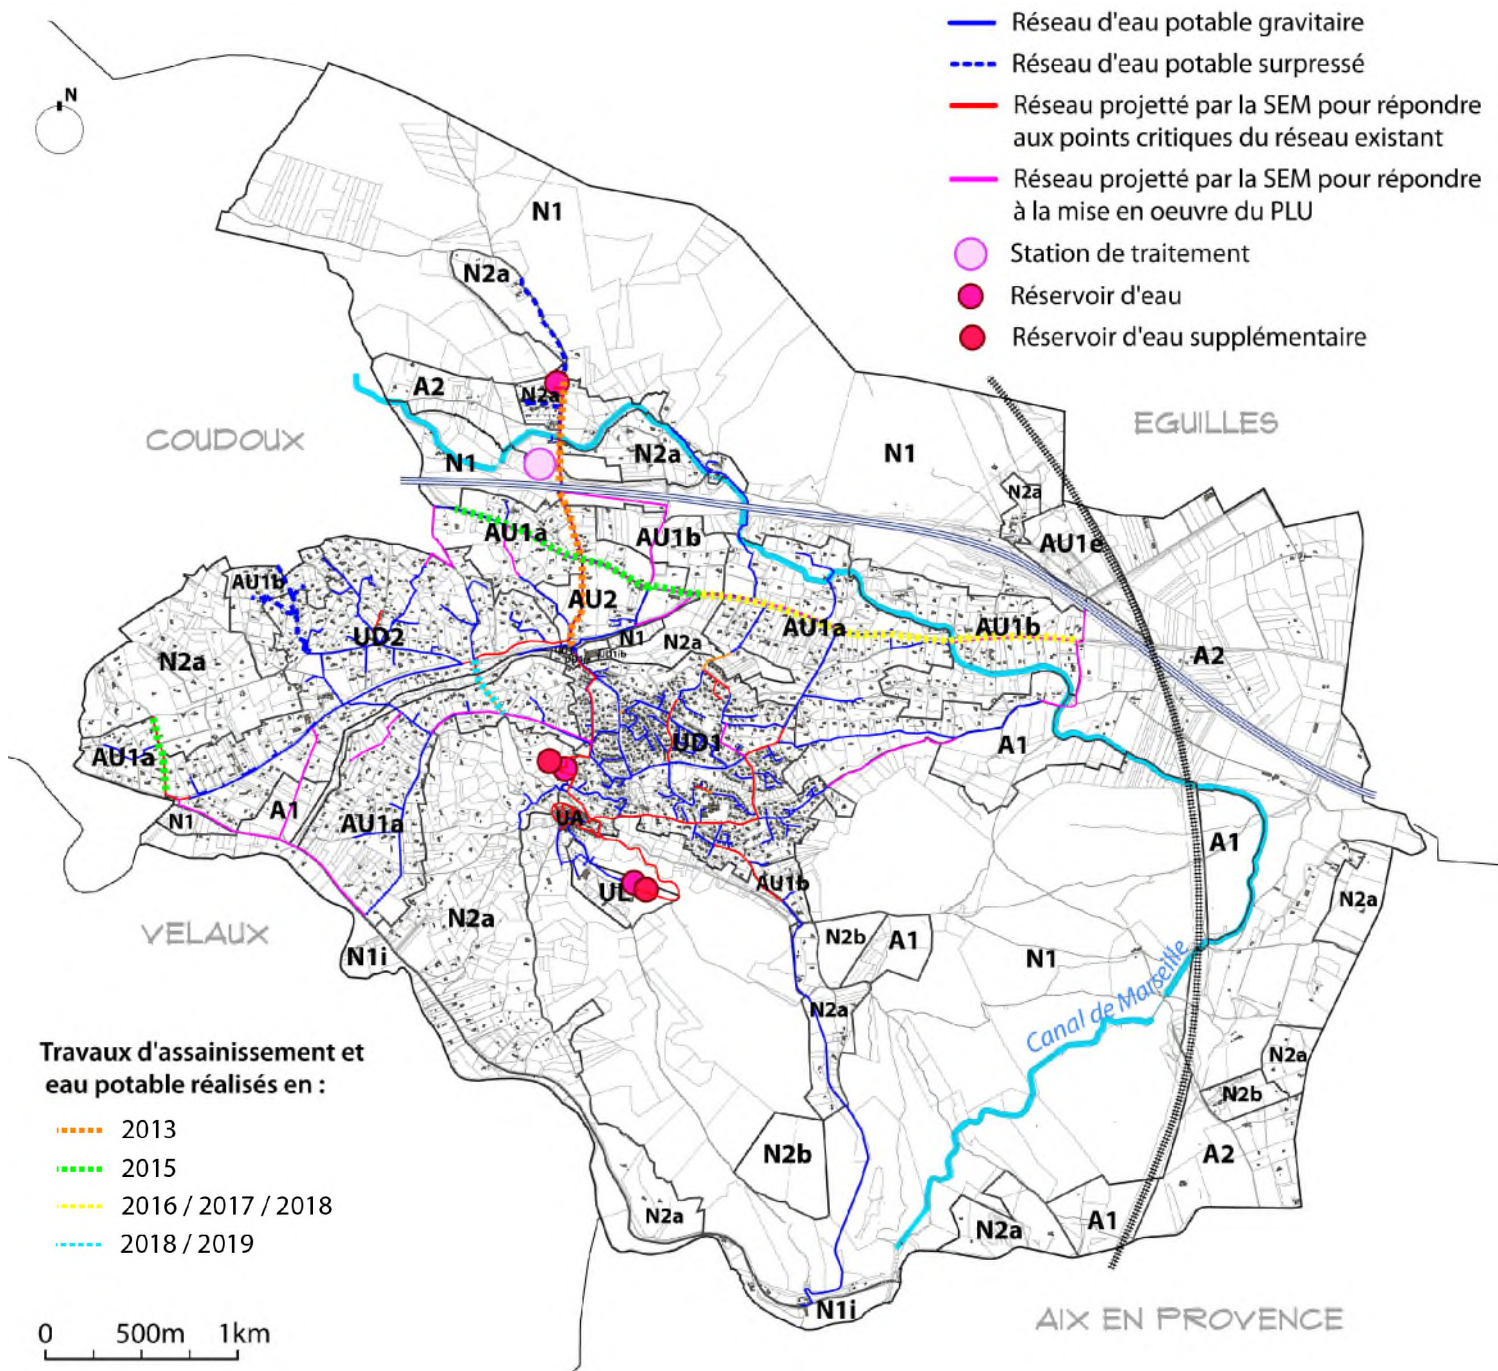 Réseau d'eau potable gravitaire
Réseau d'eau potable surpressé
Réseau projetté par la SEM pour répondre
aux points critiques du réseau existant
Réseau projetté par la SEM pour répondre
à la mise en oeuvre du PLU
Station de traitement
Réservoir d'eau
Réservoir d'eau supplémentaire
N
N1
N2a
A2
N2a
COUDOUX
EGUILLES
N1
N2a
N1
N2a
AU1a
AU1b
AU1e
AU1b
AU2
UD2
N1
N2a
AU1a
AU1b
A2
N2a
AU1a
UD1
A1
A1
N1
AU1a
UA
A1
AU1b
UL
N2a
N2a
VELAUX
N1i
N2b
A1
N1
Canal de Marseille
N2a
N2a
N2b
N2b
A2
N2a
N2a
A1
N1i
AIX EN PROVENCE
Travaux d'assainissement et
eau potable réalisés en :
2013
2015
2016 / 2017 / 2018
2018 / 2019
0 500m 1km